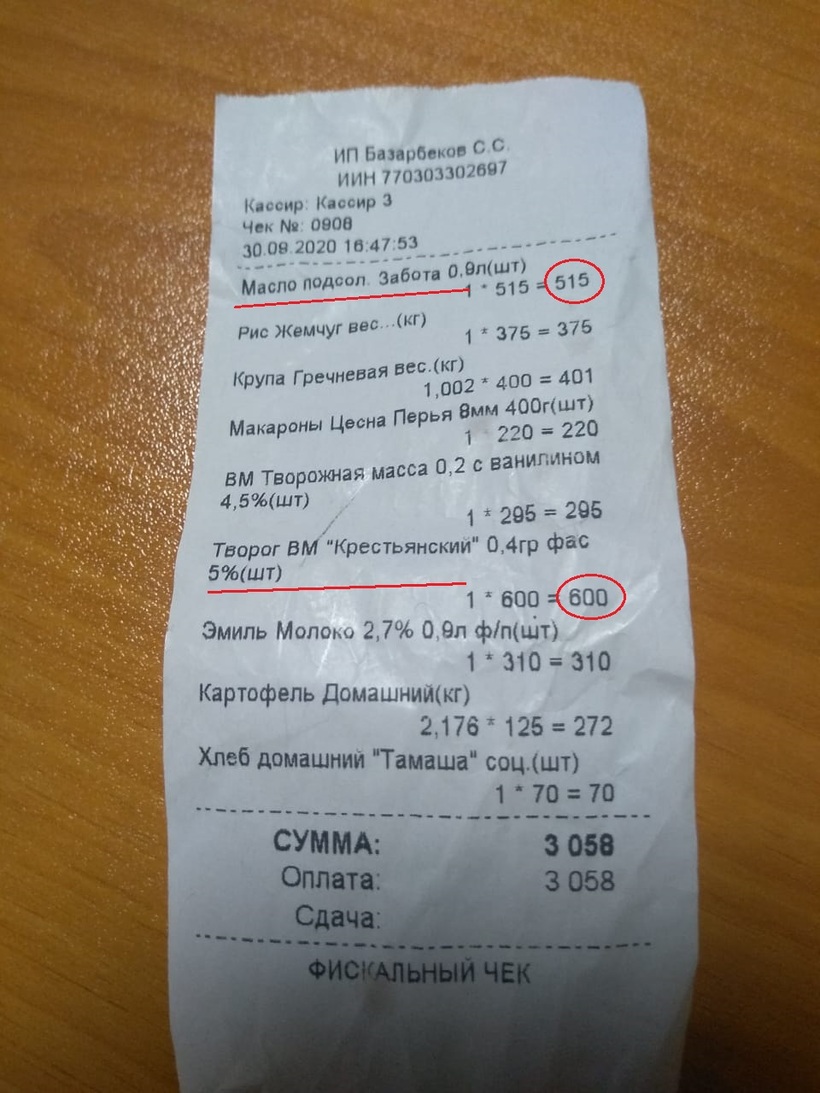 ИП Базарбеков С.С.
ИИН 770303302697
Кассир: Кассир 3
Чек №: 0908
30.09.2020 16:47:53
Масло подсол. Забота 0,9л(шт)
1 * 515 = 515
Рис Жемчуг вес...(кг)
1 * 375 = 375
Крупа Гречневая вес.(кг)
1,002 * 400 = 401
Макароны Цесна Перья 8мм 400г(шт)
1 * 220 = 220
ВМ Творожная масса 0,2 с ванилином
4,5%(шт)
1 * 295 = 295
Творог ВМ "Крестьянский" 0,4гр фас
5%(шт)
1 * 600 = 600
Эмиль Молоко 2,7% 0,9л ф/п(шт)
1 * 310 = 310
Картофель Домашний(кг)
2,176 * 125 = 272
Хлеб домашний "Тамаша" соц.(шт)
1 * 70 = 70
СУММА: 3 058
Оплата: 3 058
Сдача:
ФИСКАЛЬНЫЙ ЧЕК